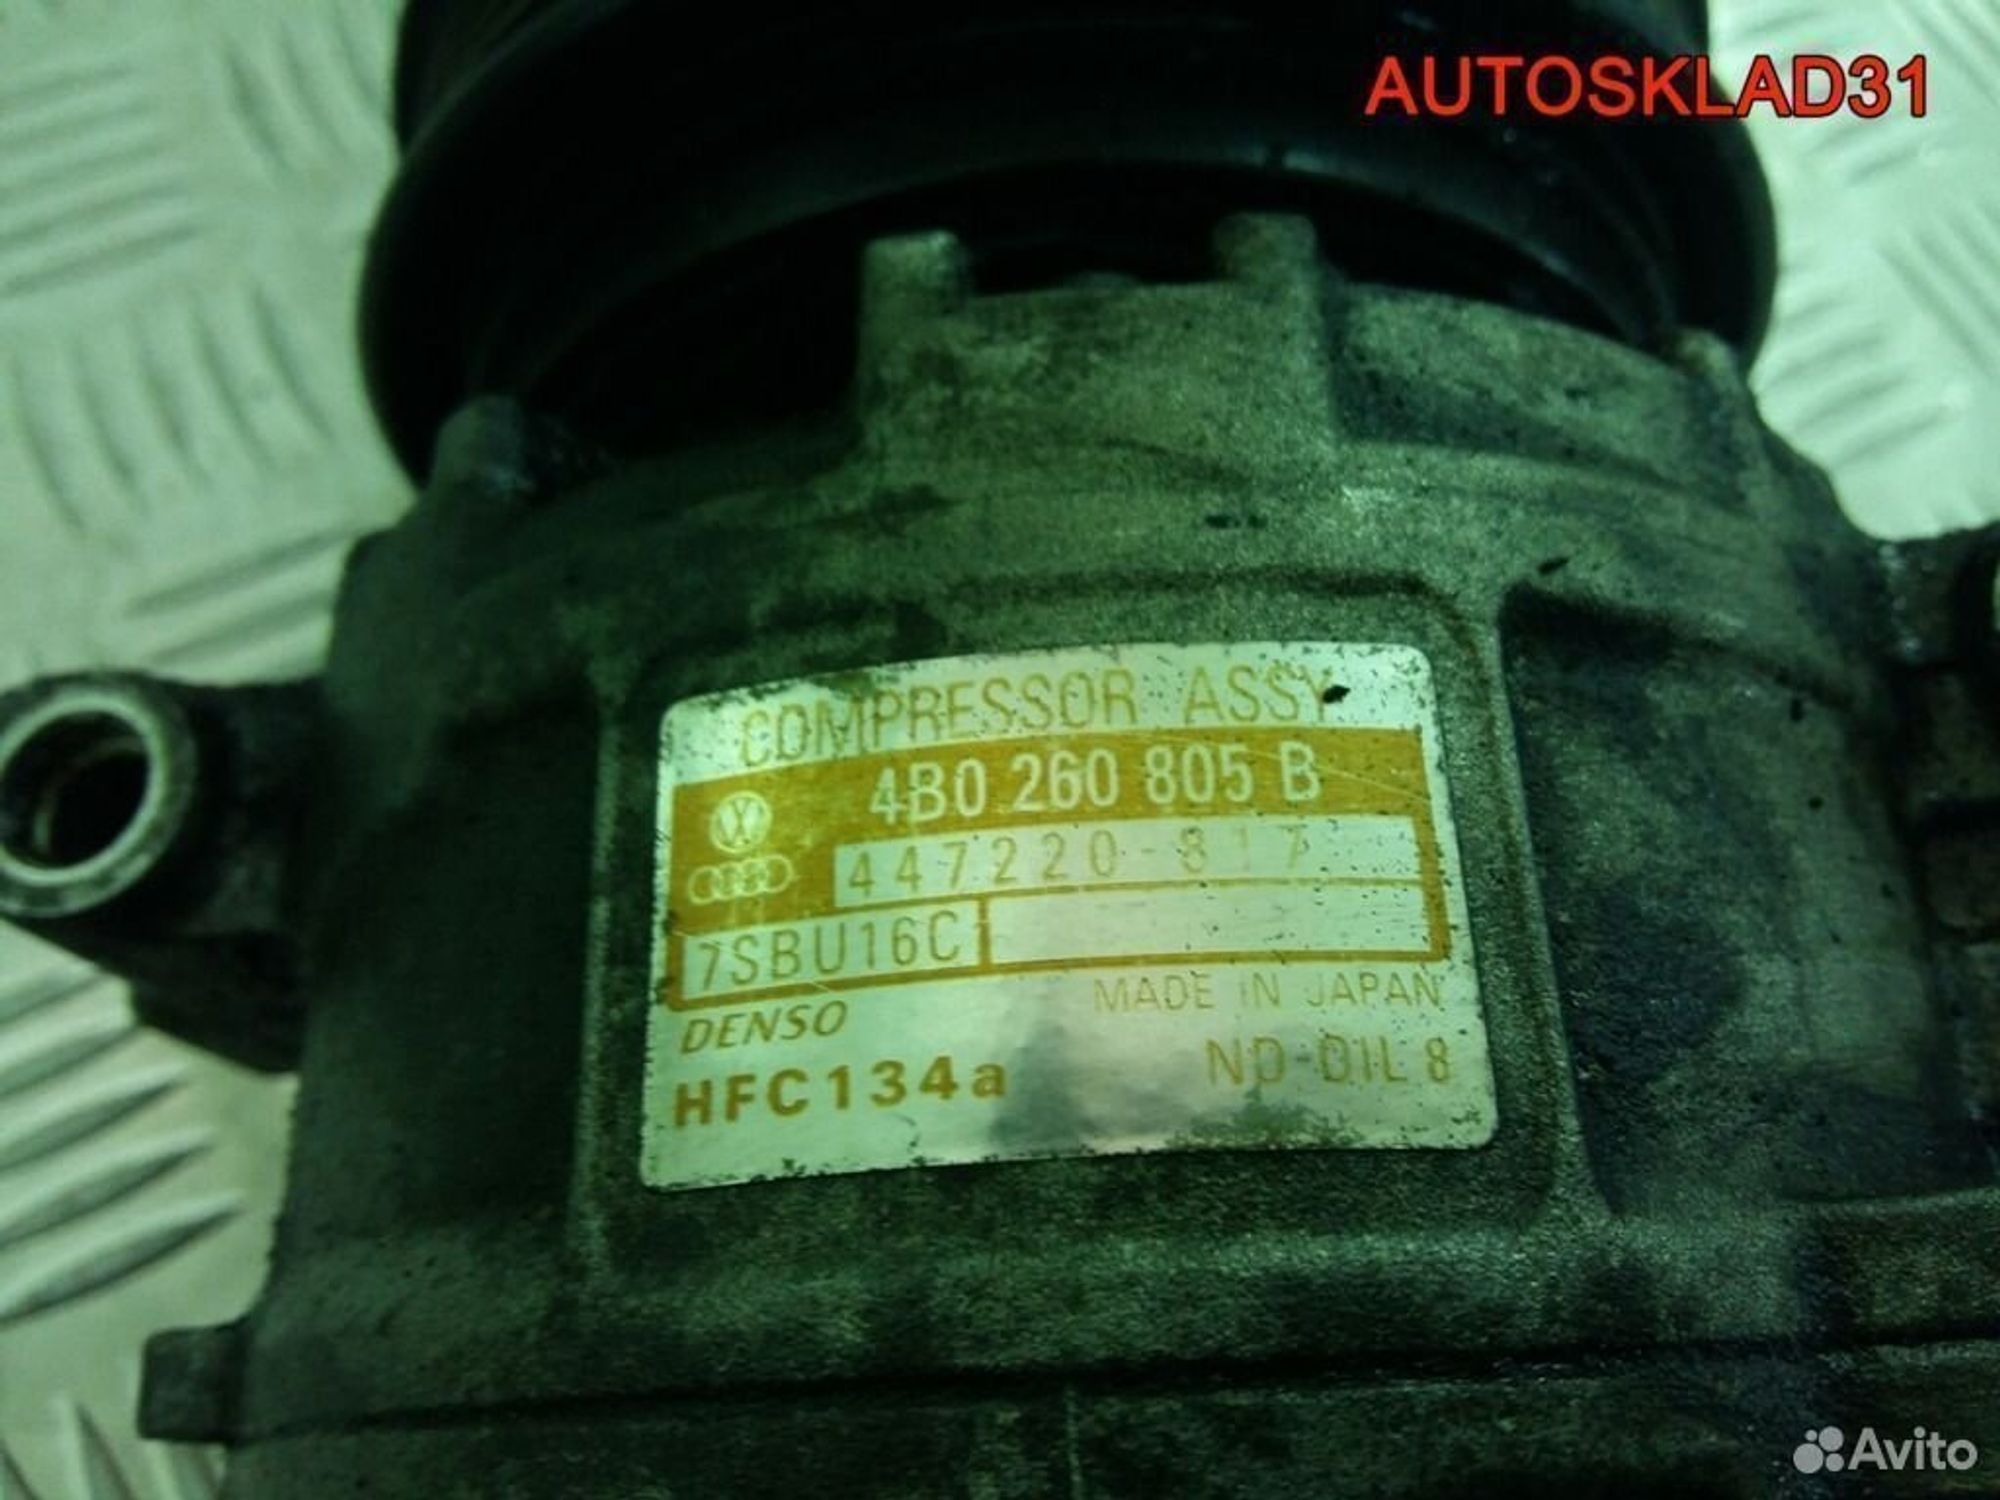 AUTOSKLAD31
COMPRESSOR ASSY
4B0 260 805 B
447220-817
7SBU16C
DENSO
MADE IN JAPAN
HFC134a
ND-OIL 8
Avito